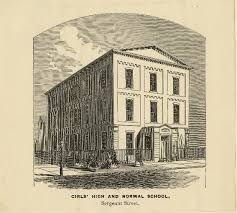 GIRLS' HIGH AND NORMAL SCHOOL,
Sergeant Street.